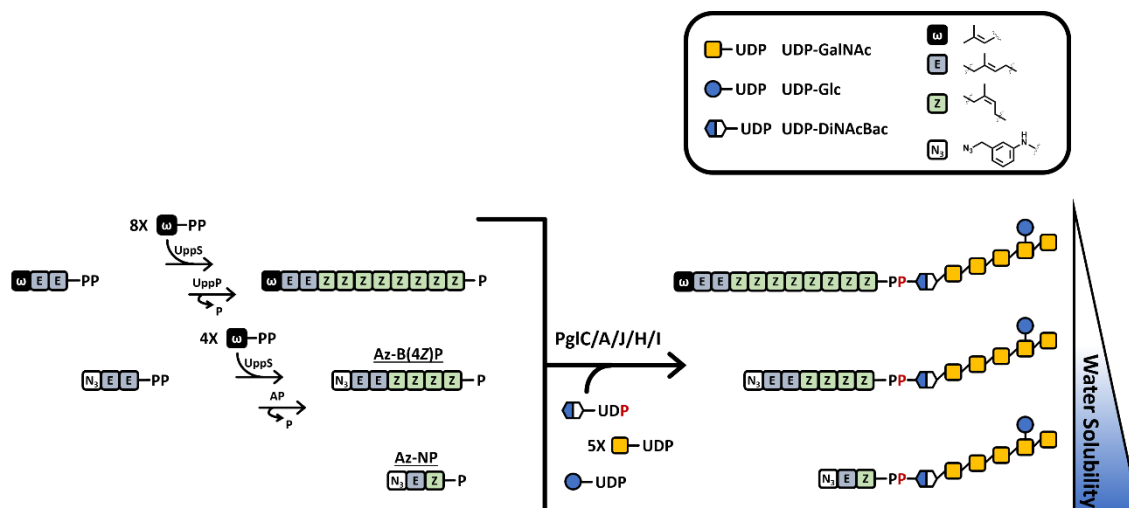 UDP UDP-GalNAc
UDP UDP-Glc
UDP UDP-DiNAcBac
ω
E
Z
N₃
N₃
H
N
8X ω PP
UppS
ω E E PP
UppP
P
ω E E Z Z Z Z Z Z Z Z P
4X ω PP
UppS
N₃ E E PP
AP
P
Az-B(4Z)P
N₃ E E Z Z Z Z P
Az-NP
N₃ E Z P
PglC/A/J/H/I
UDP
5X UDP
UDP
ω E E Z Z Z Z Z Z Z Z PP
N₃ E E Z Z Z Z PP
N₃ E Z PP
Water Solubility